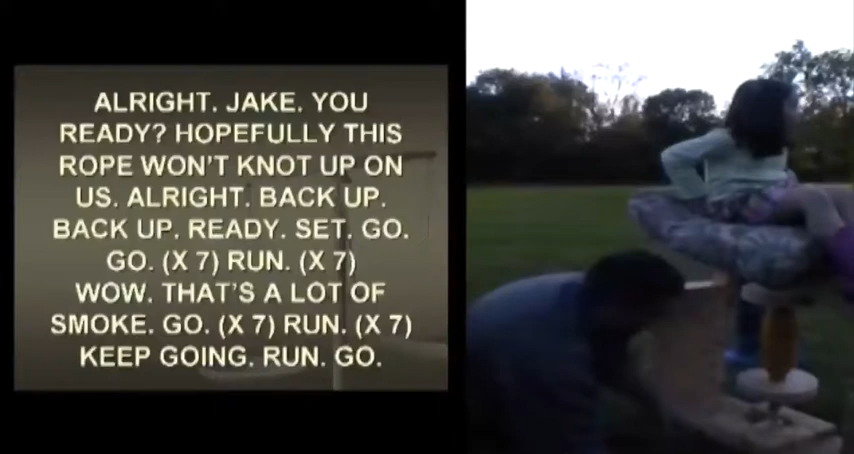 ALRIGHT. JAKE. YOU
READY? HOPEFULLY THIS
ROPE WON'T KNOT UP ON
US. ALRIGHT. BACK UP.
BACK UP. READY. SET. GO.
GO. (X 7) RUN. (X 7)
WOW. THAT'S A LOT OF
SMOKE. GO. (X 7) RUN. (X 7)
KEEP GOING. RUN. GO.